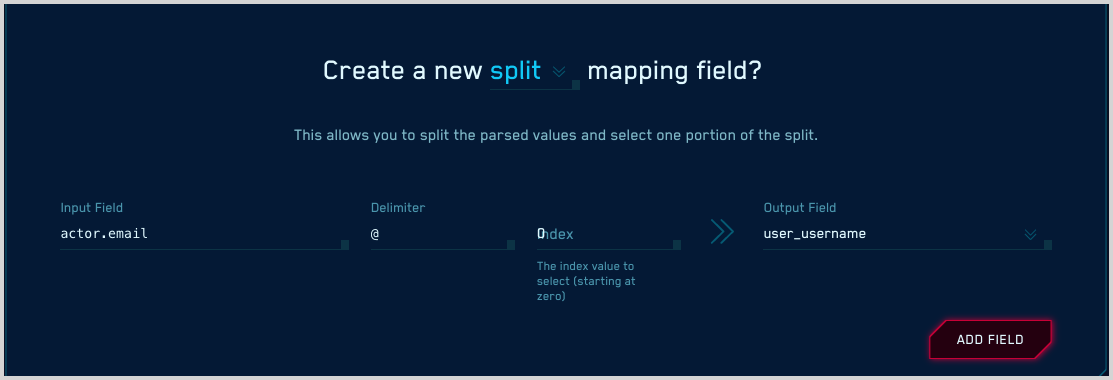 Create a new split mapping field?
This allows you to split the parsed values and select one portion of the split.
Input Field
actor.email
Delimiter
@
Index
0
The index value to
select (starting at
zero)
Output Field
user_username
ADD FIELD